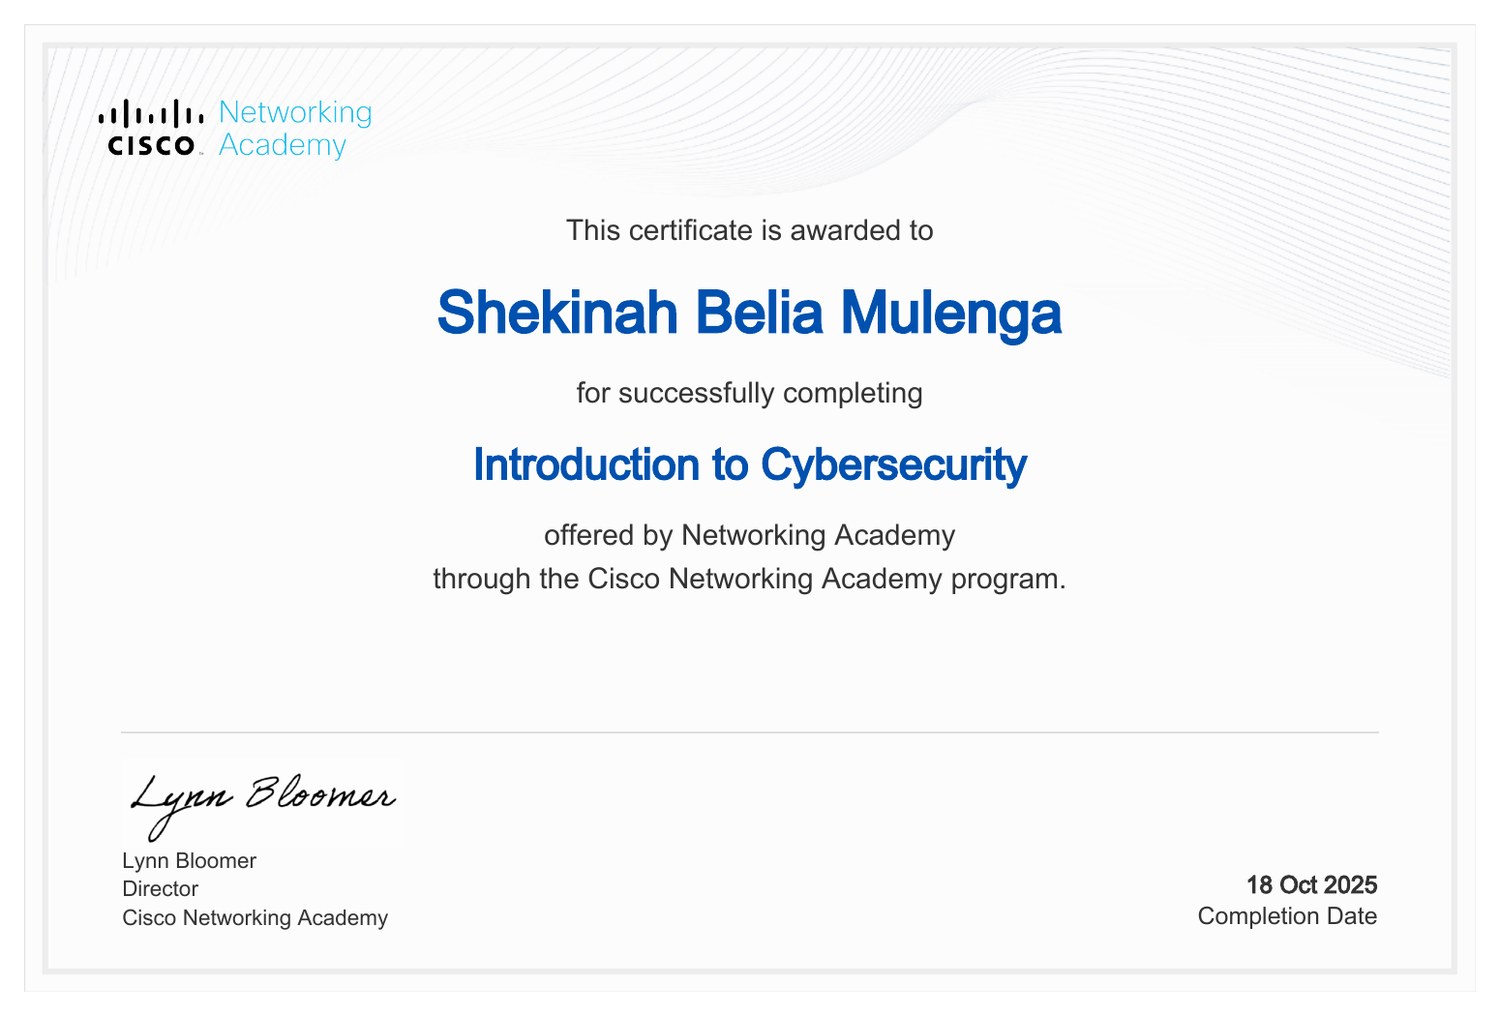 Networking
CISCO Academy
This certificate is awarded to
Shekinah Belia Mulenga
for successfully completing
Introduction to Cybersecurity
offered by Networking Academy
through the Cisco Networking Academy program.
Lynn Bloomer
Lynn Bloomer
Director
Cisco Networking Academy
18 Oct 2025
Completion Date